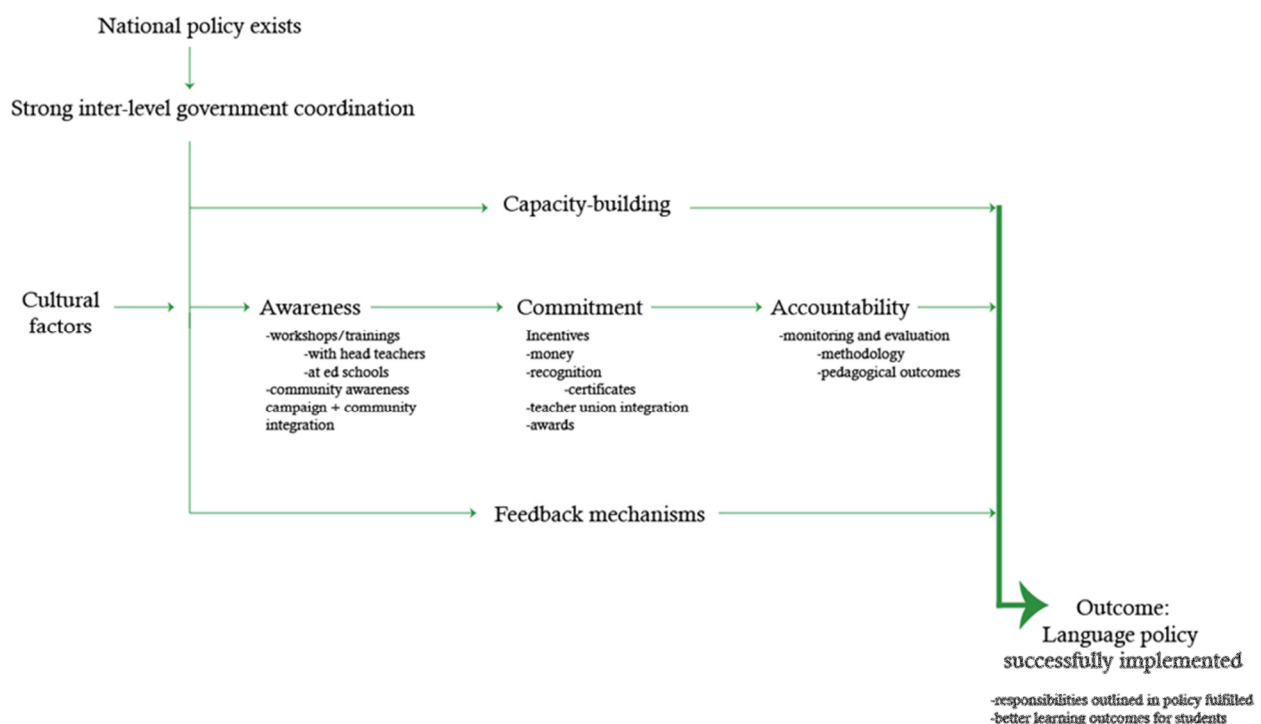 National policy exists
Strong inter-level government coordination
Capacity-building
Cultural
factors
Awareness
-workshops/trainings
-with head teachers
-at ed schools
-community awareness
campaign + community
integration
Commitment
Incentives
-money
-recognition
-certificates
-teacher union integration
-awards
Accountability
-monitoring and evaluation
-methodology
-pedagogical outcomes
Feedback mechanisms
Outcome:
Language policy
successfully implemented
-responsibilities outlined in policy fulfilled
-better learning outcomes for students